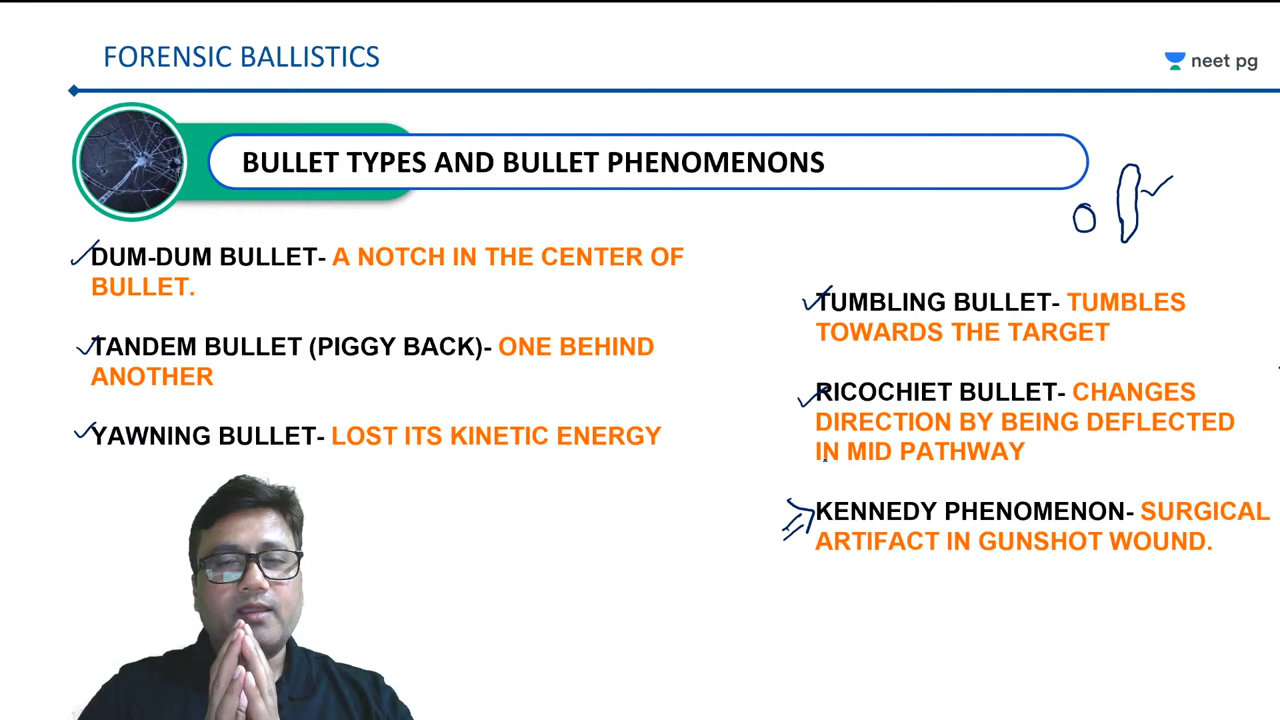 FORENSIC BALLISTICS
neet pg
BULLET TYPES AND BULLET PHENOMENONS
DUM-DUM BULLET- A NOTCH IN THE CENTER OF
BULLET.
TANDEM BULLET (PIGGY BACK)- ONE BEHIND
ANOTHER
YAWNING BULLET- LOST ITS KINETIC ENERGY
TUMBLING BULLET- TUMBLES
TOWARDS THE TARGET
RICOCHIET BULLET- CHANGES
DIRECTION BY BEING DEFLECTED
IN MID PATHWAY
KENNEDY PHENOMENON- SURGICAL
ARTIFACT IN GUNSHOT WOUND.